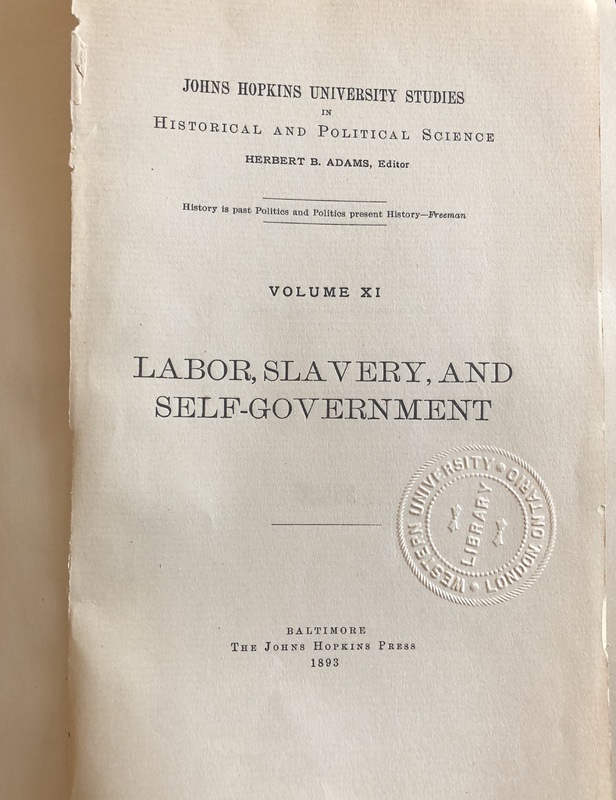 JOHNS HOPKINS UNIVERSITY STUDIES
IN
HISTORICAL AND POLITICAL SCIENCE
HERBERT B. ADAMS, Editor
History is past Politics and Politics present History—Freeman
VOLUME XI
LABOR, SLAVERY, AND
SELF-GOVERNMENT
WESTERN UNIVERSITY • LONDON ONTARIO •
LIBRARY
BALTIMORE
THE JOHNS HOPKINS PRESS
1893